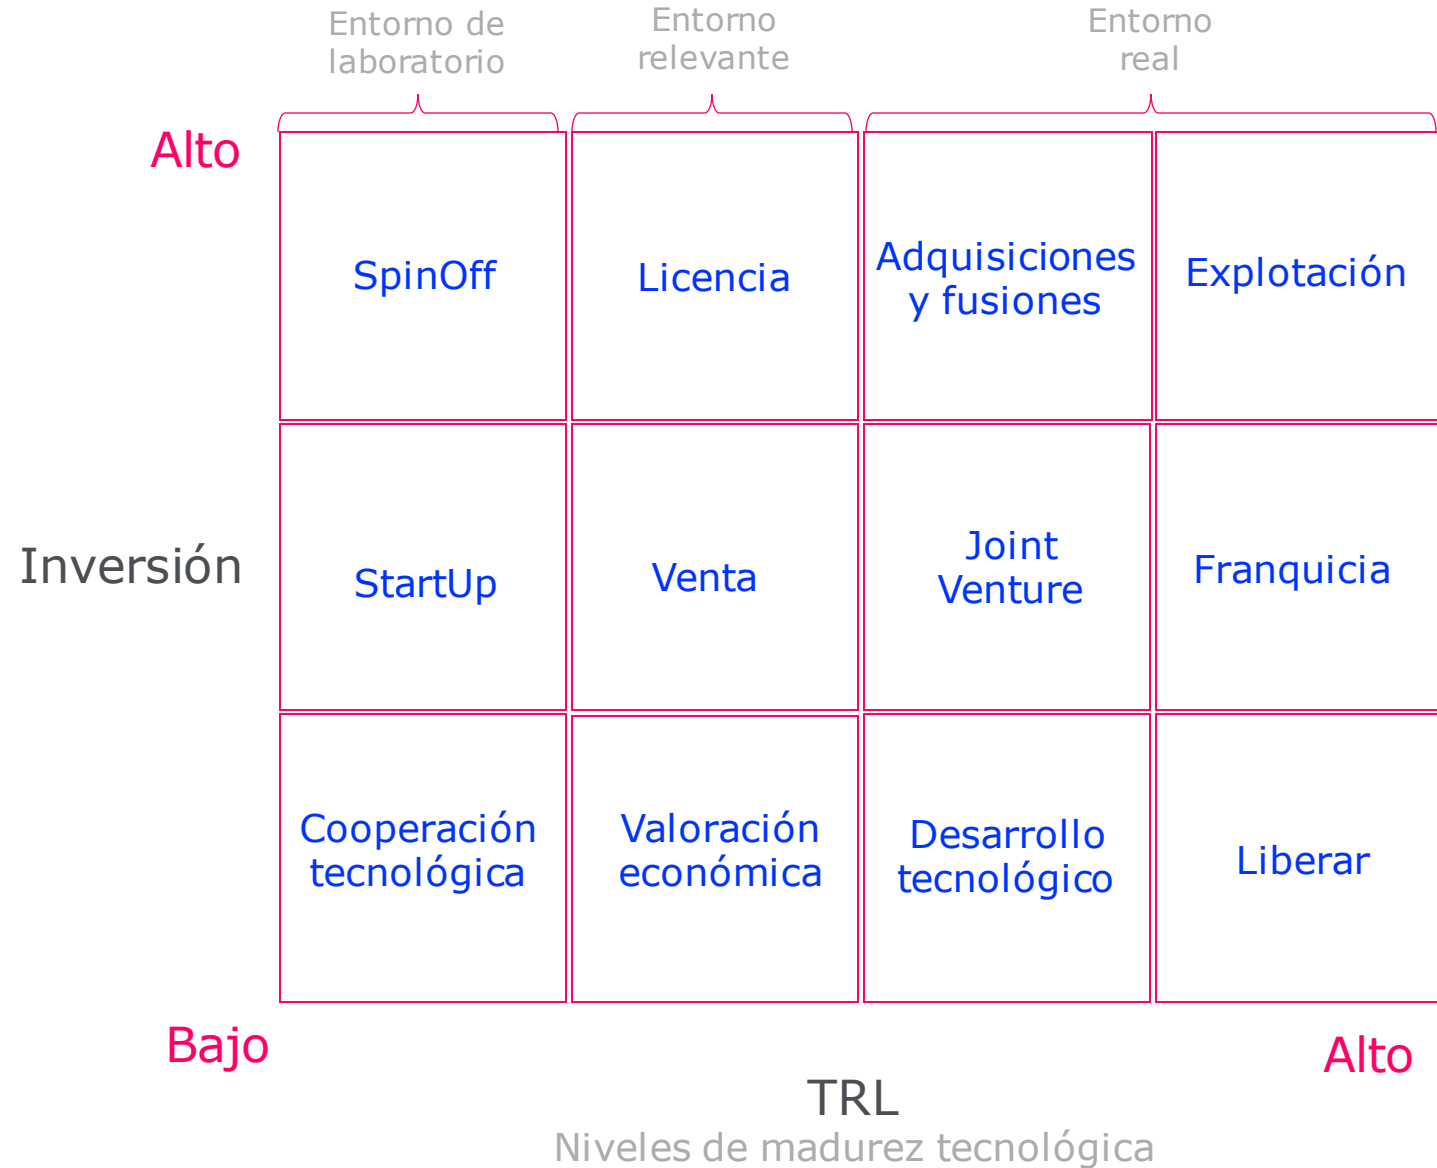 Entorno de
laboratorio
Entorno
relevante
Entorno
real
Alto
SpinOff
Licencia
Adquisiciones
y fusiones
Explotación
Inversión
StartUp
Venta
Joint
Venture
Franquicia
Cooperación
tecnológica
Valoración
económica
Desarrollo
tecnológico
Liberar
Bajo
Alto
TRL
Niveles de madurez tecnológica